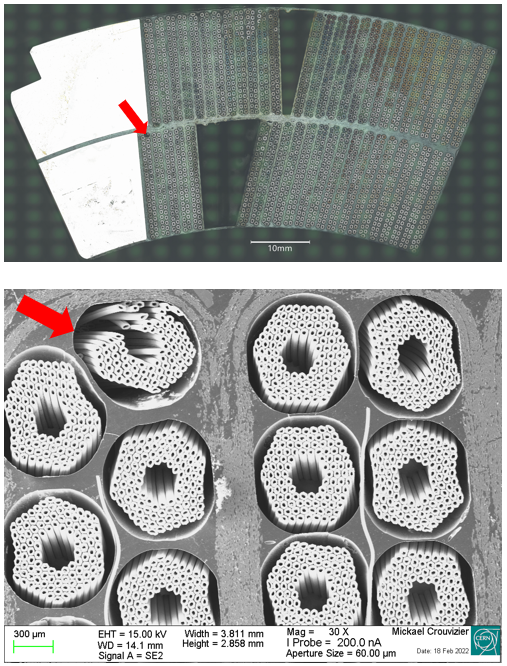 10mm
300 µm
EHT = 15.00 kV
WD = 14.1 mm
Signal A = SE2
Width = 3.811 mm
Height = 2.858 mm
Mag = 30 X
I Probe = 200.0 nA
Aperture Size = 60.00 µm
Mickael Crouvizier
Date: 18 Feb 2022
CERN